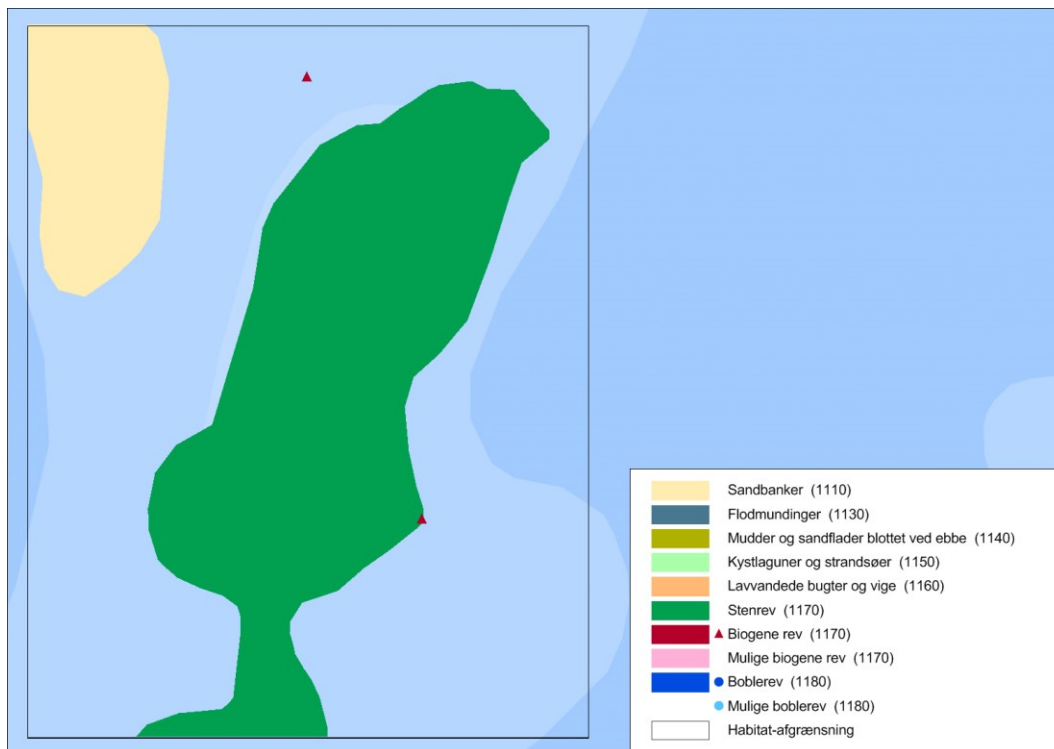 Sandbanker (1110)
Flodmundinger (1130)
Mudder og sandflader blottet ved ebbe (1140)
Kystlaguner og strandsøer (1150)
Lavvandede bugter og vige (1160)
Stenrev (1170)
Biogene rev (1170)
Mulige biogene rev (1170)
Boblerev (1180)
Mulige boblerev (1180)
Habitat-afgrænsning